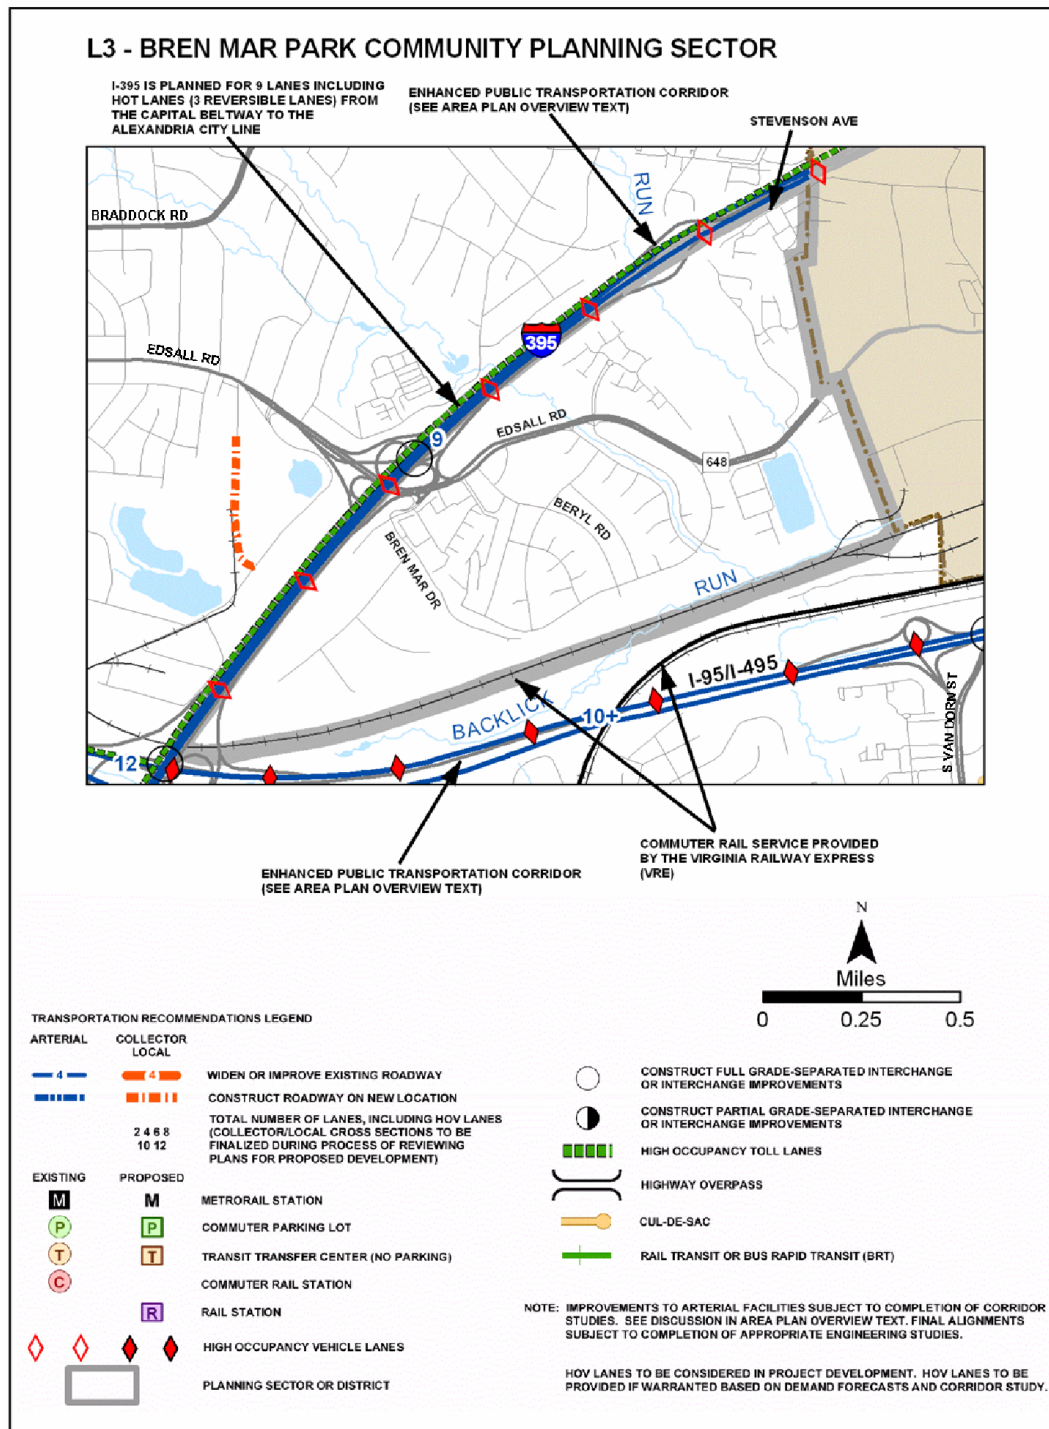 L3 - BREN MAR PARK COMMUNITY PLANNING SECTOR
I-395 IS PLANNED FOR 9 LANES INCLUDING
HOT LANES (3 REVERSIBLE LANES) FROM
THE CAPITAL BELTWAY TO THE
ALEXANDRIA CITY LINE
ENHANCED PUBLIC TRANSPORTATION CORRIDOR
(SEE AREA PLAN OVERVIEW TEXT)
STEVENSON AVE
RUN
BRADDOCK RD
395
EDSALL RD
EDSALL RD
9
648
BERYL RD
BREN MAR DR
RUN
I-95/I-495
BACKLICK
10+
S VAN DORN ST
12
COMMUTER RAIL SERVICE PROVIDED
BY THE VIRGINIA RAILWAY EXPRESS
(VRE)
ENHANCED PUBLIC TRANSPORTATION CORRIDOR
(SEE AREA PLAN OVERVIEW TEXT)
N
Miles
0 0.25 0.5
TRANSPORTATION RECOMMENDATIONS LEGEND
ARTERIAL COLLECTOR
LOCAL
4 4 WIDEN OR IMPROVE EXISTING ROADWAY
CONSTRUCT ROADWAY ON NEW LOCATION
2 4 6 8
10 12
TOTAL NUMBER OF LANES, INCLUDING HOV LANES
(COLLECTOR/LOCAL CROSS SECTIONS TO BE
FINALIZED DURING PROCESS OF REVIEWING
PLANS FOR PROPOSED DEVELOPMENT)
EXISTING PROPOSED
M M METRORAIL STATION
P P COMMUTER PARKING LOT
T T TRANSIT TRANSFER CENTER (NO PARKING)
C COMMUTER RAIL STATION
R RAIL STATION
HIGH OCCUPANCY VEHICLE LANES
PLANNING SECTOR OR DISTRICT
CONSTRUCT FULL GRADE-SEPARATED INTERCHANGE
OR INTERCHANGE IMPROVEMENTS
CONSTRUCT PARTIAL GRADE-SEPARATED INTERCHANGE
OR INTERCHANGE IMPROVEMENTS
HIGH OCCUPANCY TOLL LANES
HIGHWAY OVERPASS
CUL-DE-SAC
RAIL TRANSIT OR BUS RAPID TRANSIT (BRT)
NOTE: IMPROVEMENTS TO ARTERIAL FACILITIES SUBJECT TO COMPLETION OF CORRIDOR
STUDIES. SEE DISCUSSION IN AREA PLAN OVERVIEW TEXT. FINAL ALIGNMENTS
SUBJECT TO COMPLETION OF APPROPRIATE ENGINEERING STUDIES.
HOV LANES TO BE CONSIDERED IN PROJECT DEVELOPMENT. HOV LANES TO BE
PROVIDED IF WARRANTED BASED ON DEMAND FORECASTS AND CORRIDOR STUDY.